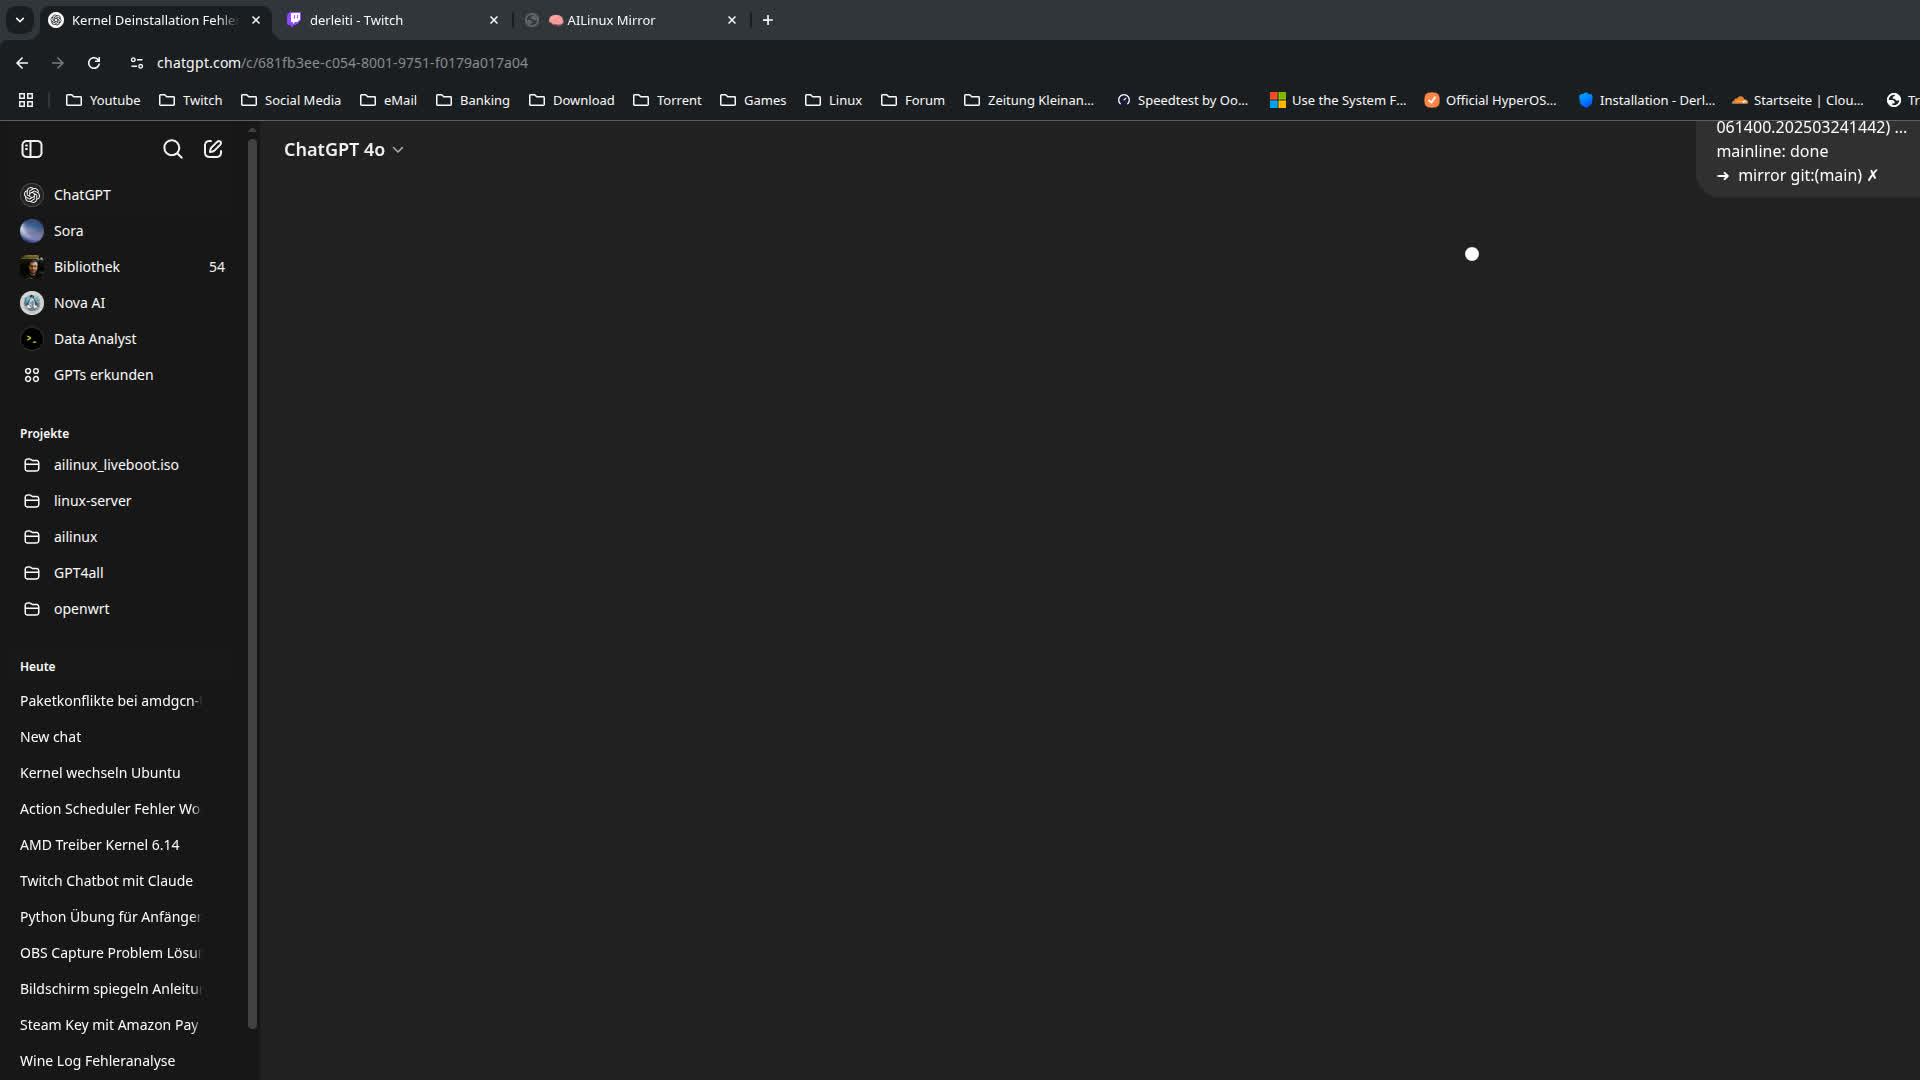 Kernel Deinstallation Fehle
derleiti - Twitch
AILinux Mirror
chatgpt.com/c/681fb3ee-c054-8001-9751-f0179a017a04
Youtube
Twitch
Social Media
eMail
Banking
Download
Torrent
Games
Linux
Forum
Zeitung Kleinan...
Speedtest by Oo...
Use the System F...
Official HyperOS...
Installation - Derl...
Startseite | Clou...
Tr
061400.202503241442) ...
mainline: done
➜ mirror git:(main) ✗
ChatGPT 4o
ChatGPT
Sora
Bibliothek 54
Nova AI
Data Analyst
GPTs erkunden
Projekte
ailinux_liveboot.iso
linux-server
ailinux
GPT4all
openwrt
Heute
Paketkonflikte bei amdgcn-
New chat
Kernel wechseln Ubuntu
Action Scheduler Fehler Wo
AMD Treiber Kernel 6.14
Twitch Chatbot mit Claude
Python Übung für Anfänger
OBS Capture Problem Lösu
Bildschirm spiegeln Anleitu
Steam Key mit Amazon Pay
Wine Log Fehleranalyse